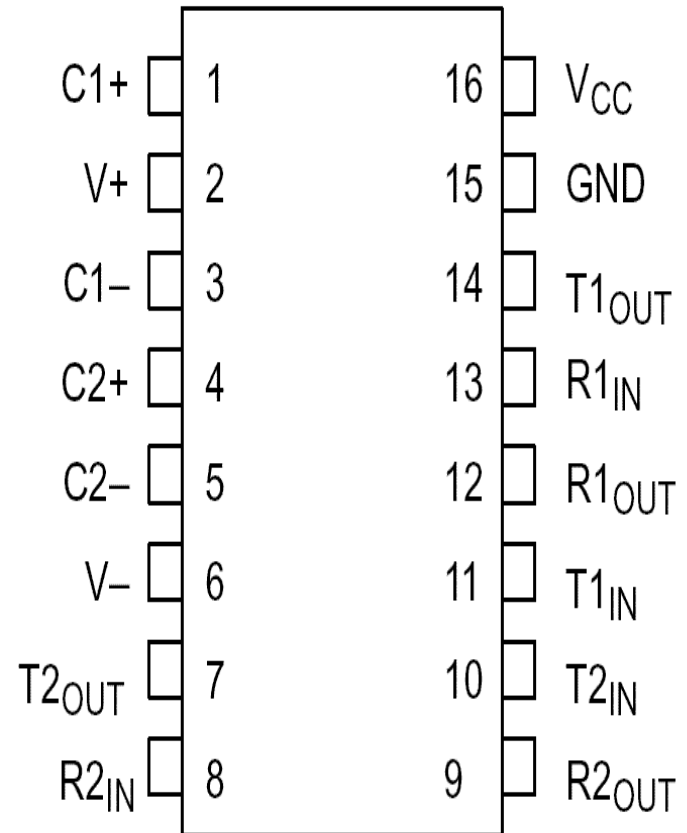 C1+ 1 16 VCC
V+ 2 15 GND
C1– 3 14 T1OUT
C2+ 4 13 R1IN
C2– 5 12 R1OUT
V– 6 11 T1IN
T2OUT 7 10 T2IN
R2IN 8 9 R2OUT